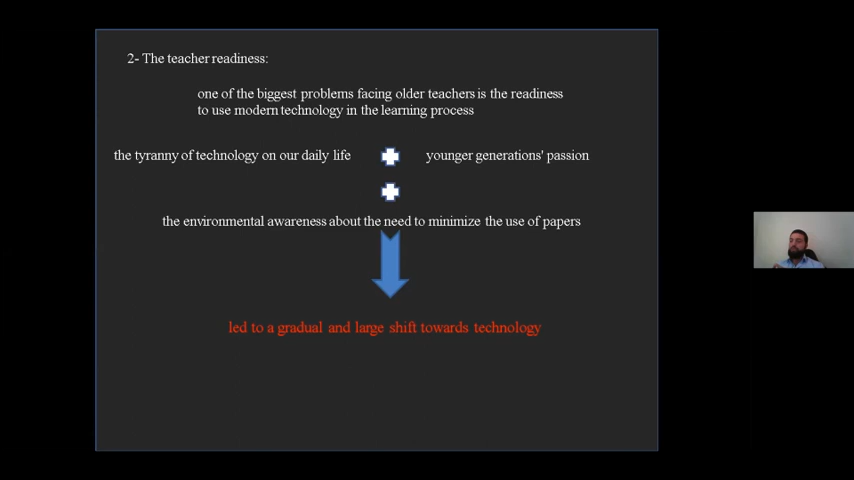 2- The teacher readiness:
one of the biggest problems facing older teachers is the readiness
to use modern technology in the learning process
the tyranny of technology on our daily life
younger generations' passion
the environmental awareness about the need to minimize the use of papers
led to a gradual and large shift towards technology